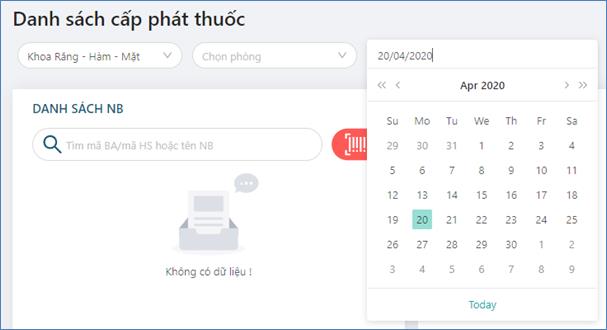 Danh sách cấp phát thuốc
Khoa Răng - Hàm - Mặt
Chọn phòng
20/04/2020
Apr 2020
Su Mo Tu We Th Fr Sa
29 30 31 1 2 3 4
5 6 7 8 9 10 11
12 13 14 15 16 17 18
19 20 21 22 23 24 25
26 27 28 29 30 1 2
3 4 5 6 7 8 9
Today
DANH SÁCH NB
Tìm mã BA/mã HS hoặc tên NB
Không có dữ liệu !